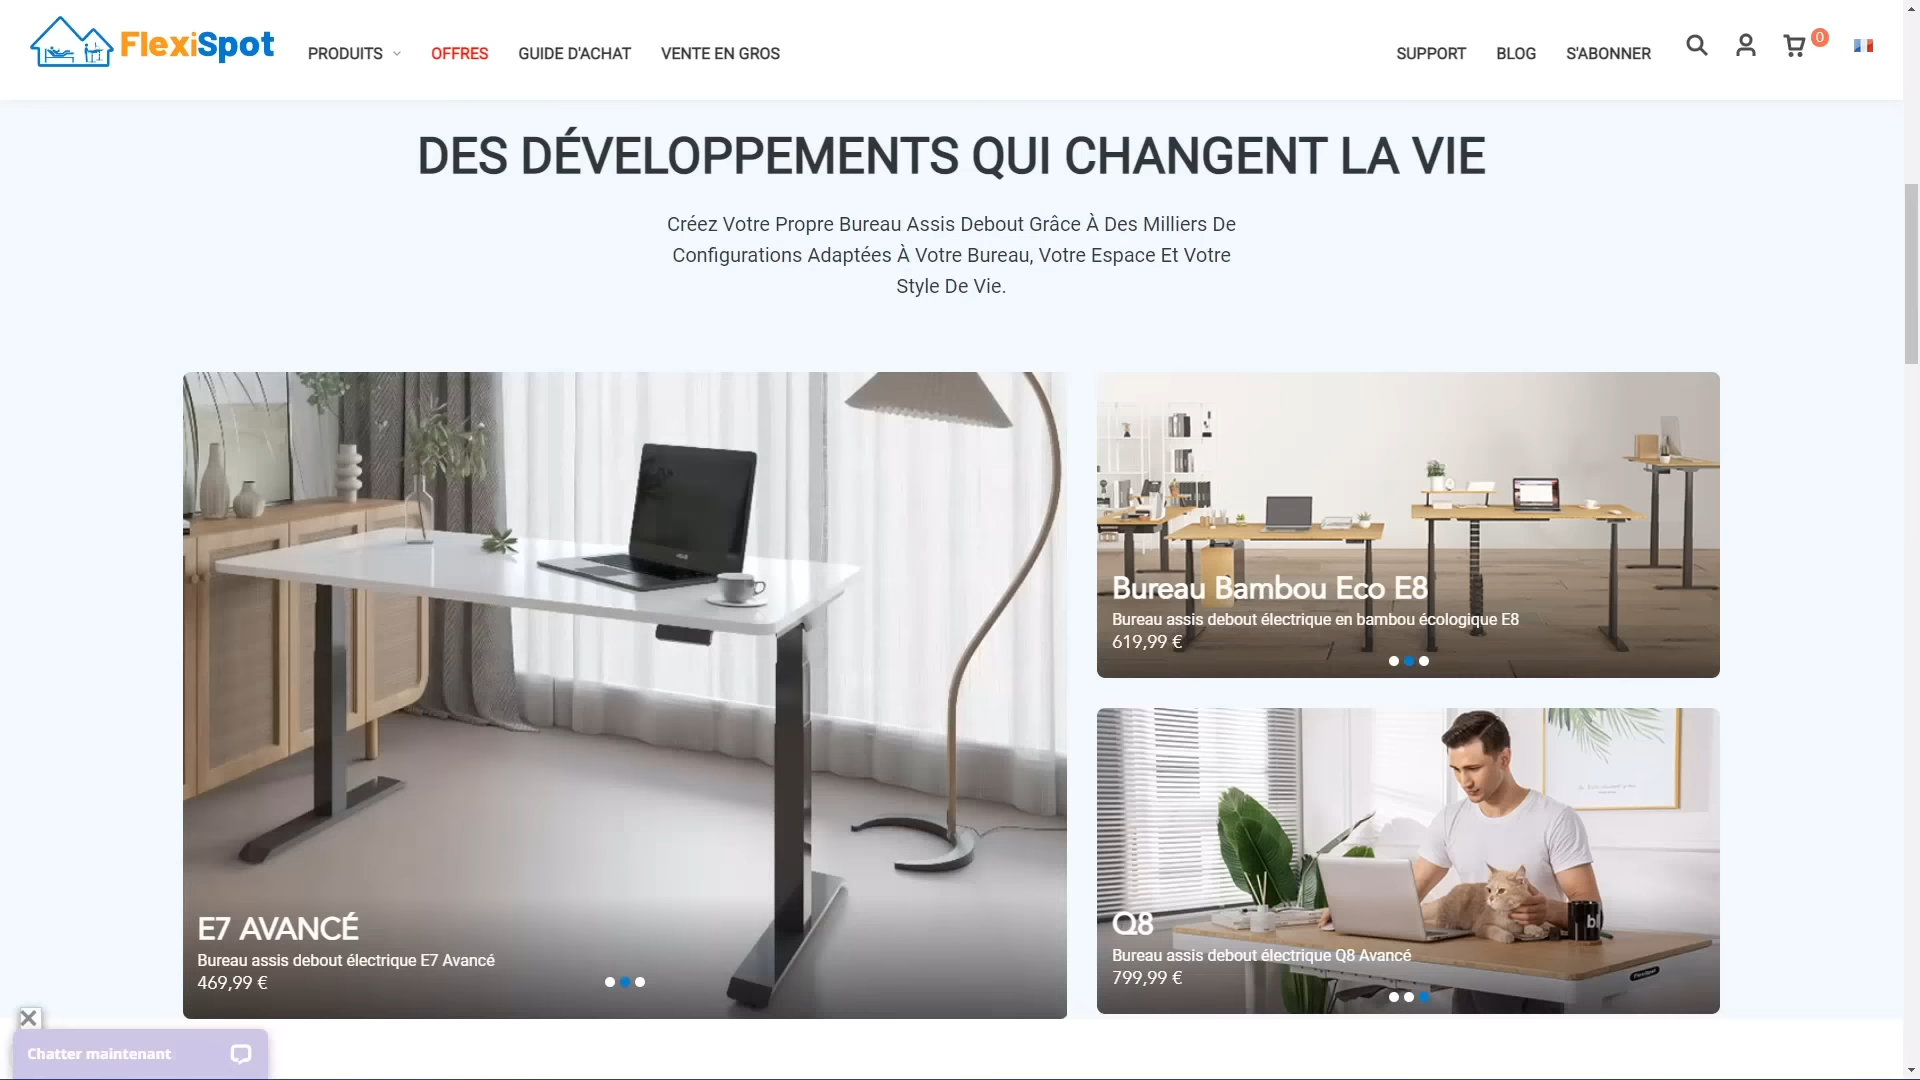 FlexiSpot
PRODUITS
OFFRES
GUIDE D'ACHAT
VENTE EN GROS
SUPPORT
BLOG
S'ABONNER
0
DES DÉVELOPPEMENTS QUI CHANGENT LA VIE
Créez Votre Propre Bureau Assis Debout Grâce À Des Milliers De
Configurations Adaptées À Votre Bureau, Votre Espace Et Votre
Style De Vie.
E7 AVANCÉ
Bureau assis debout électrique E7 Avancé
469,99 €
Bureau Bambou Eco E8
Bureau assis debout électrique en bambou écologique E8
619,99 €
Q8
Bureau assis debout électrique Q8 Avancé
799,99 €
FlexiSpot
Chatter maintenant